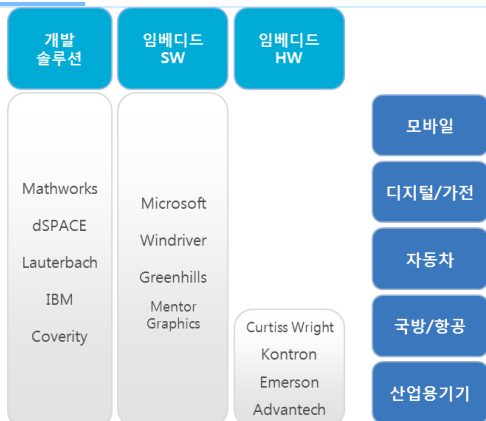 개발
솔루션
임베디드
SW
임베디드
HW
Mathworks
dSPACE
Lauterbach
IBM
Coverity
Microsoft
Windriver
Greenhills
Mentor
Graphics
Curtiss Wright
Kontron
Emerson
Advantech
모바일
디지털/가전
자동차
국방/항공
산업용기기